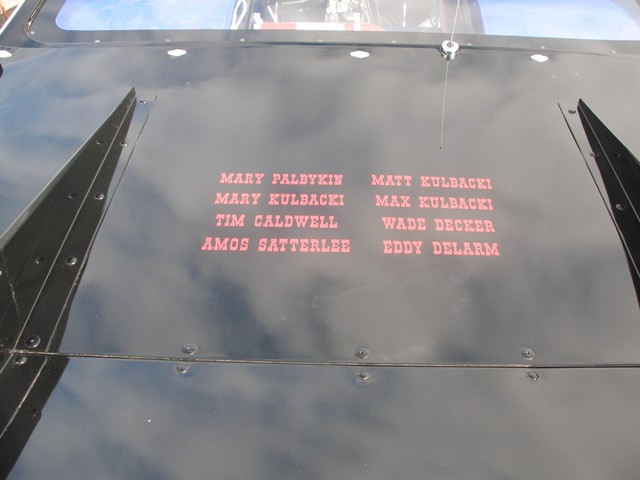 MARY PALBYKIN MATT KULBACKI
MARY KULBACKI MAX KULBACKI
TIM CALDWELL WADE DECKER
AMOS SATTERLEE EDDY DELARM